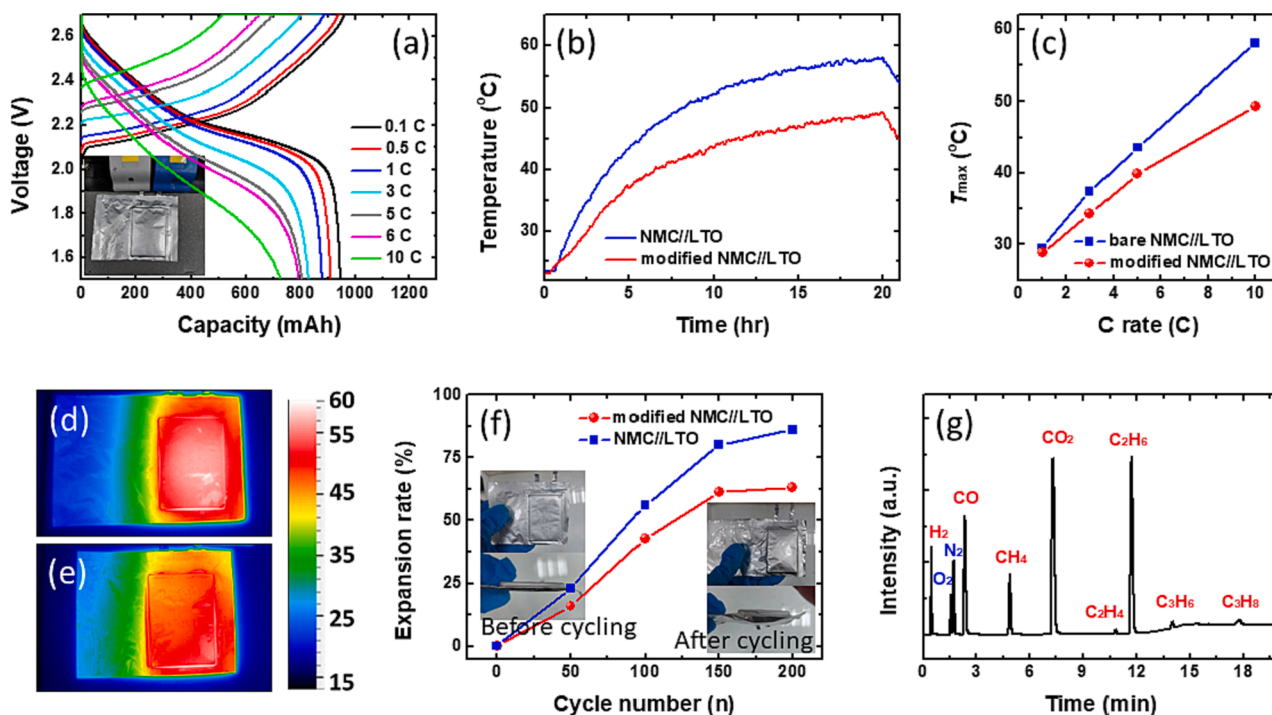 (a)
Voltage (V)
2.6
2.4
2.2
2.0
1.8
1.6
0.1 C
0.5 C
1 C
3 C
5 C
6 C
10 C
0 200 400 600 800 1000 1200
Capacity (mAh)
(b)
Temperature (°C)
65
55
45
35
25
NMC//LTO
modified NMC//LTO
0 5 10 15 20
Time (hr)
(c)
Tmax (°C)
60
50
40
30
bare NMC//LTO
modified NMC//LTO
0 2 4 6 8 10
C rate (C)
(d)
(e)
60
55
50
45
40
35
30
25
20
15
(f)
Expansion rate (%)
100
75
50
25
0
modified NMC//LTO
NMC//LTO
Before cycling
After cycling
0 50 100 150 200
Cycle number (n)
(g)
Intensity (a.u.)
H2
O2
N2
CO
CH4
CO2
C2H4
C2H6
C3H6
C3H8
0 3 6 9 12 15 18
Time (min)